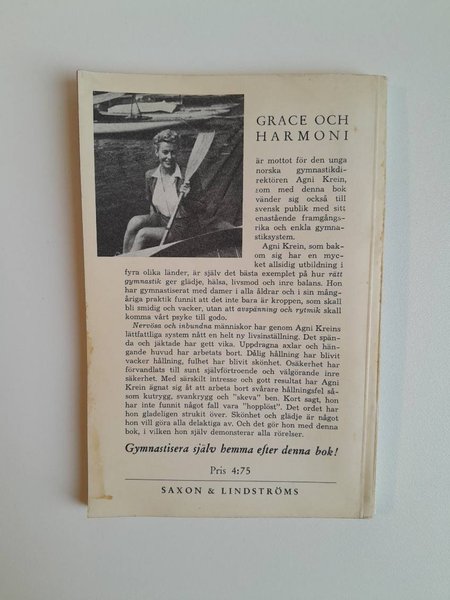 GRACE OCH
HARMONI
är mottot för den unga
norska gymnastikdi-
rektören Agni Krein,
som med denna bok
vänder sig också till
svensk publik med sitt
enastående framgångs-
rika och enkla gymna-
stiksystem.
Agni Krein, som bak-
om sig har en myc-
ket allsidig utbildning i
fyra olika länder, är själv det bästa exemplet på hur rätt
gymnastik ger glädje, hälsa, livsmod och inre balans. Hon
har gymnastiserat med damer i alla åldrar och i sin mång-
åriga praktik funnit att det inte bara är kroppen, som skall
bli smidig och vacker, utan att avspänning och rytmik skall
komma vårt psyke till godo.
Nervösa och inbundna människor har genom Agni Kreins
lättfattliga system nått en helt ny livsinställning. Det spän-
da och jäktade har gett vika. Uppdragna axlar och hän-
gande huvud har arbetats bort. Dålig hållning har blivit
vacker hållning, fulhet har blivit skönhet. Osäkerhet har
förvandlats till sunt självförtroende och välgörande inre
säkerhet. Med särskilt intresse och gott resultat har Agni
Krein ägnat sig åt att arbeta bort svårare hållningsfel så-
som kutrygg, svankrygg och "skeva" ben. Kort sagt, hon
har inte funnit något fall vara "hopplöst". Det ordet har
hon gladeligen strukit över. Skönhet och glädje är något
hon vill göra alla delaktiga av. Och det gör hon med denna
bok, i vilken hon själv demonsterar alla rörelser.
Gymnastisera själv hemma efter denna bok!
Pris 4:75
SAXON & LINDSTRÖMS